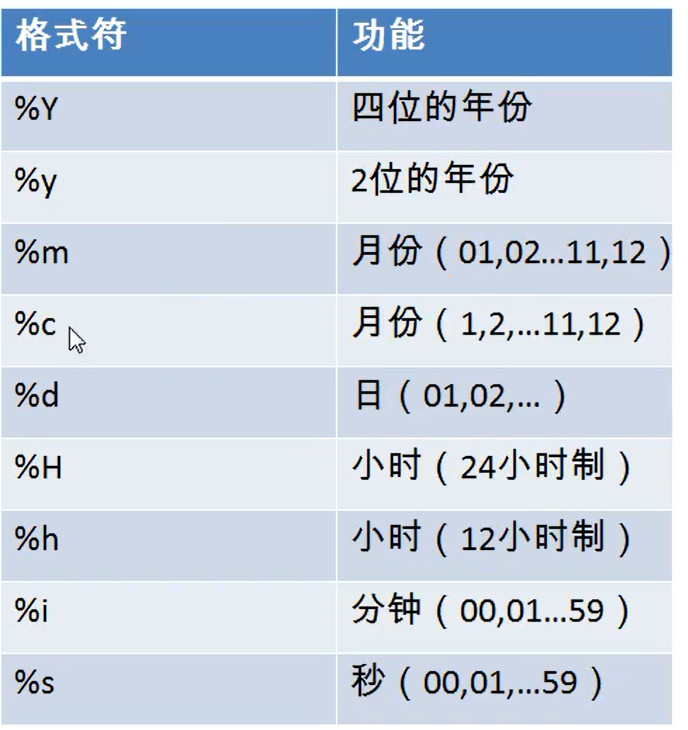 格式符 功能
%Y 四位的年份
%y 2位的年份
%m 月份（01,02...11,12）
%c 月份（1,2,...11,12）
%d 日（01,02,...）
%H 小时（24小时制）
%h 小时（12小时制）
%i 分钟（00,01...59）
%s 秒（00,01,...59）